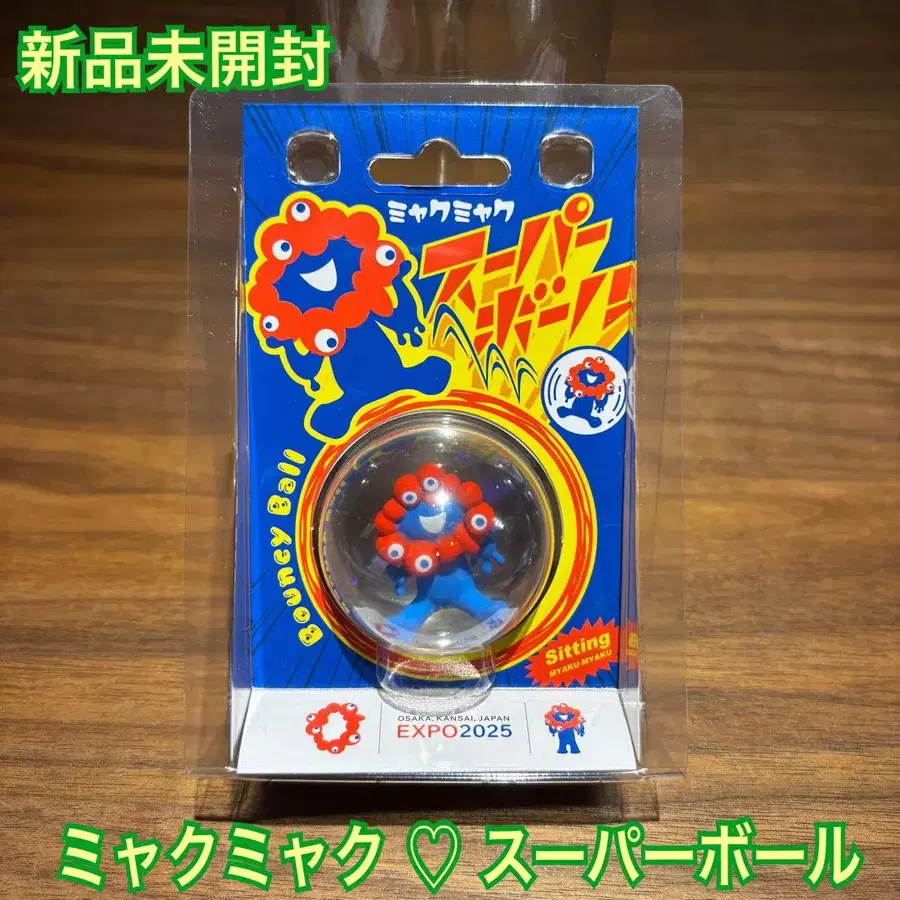 新品未開封
ミャクミャク
スーパー
ボール
Bouncy Ball
Sitting
MYAKU-MYAKU
OSAKA, KANSAI, JAPAN
EXPO2025
ミャクミャク ♡ スーパーボール